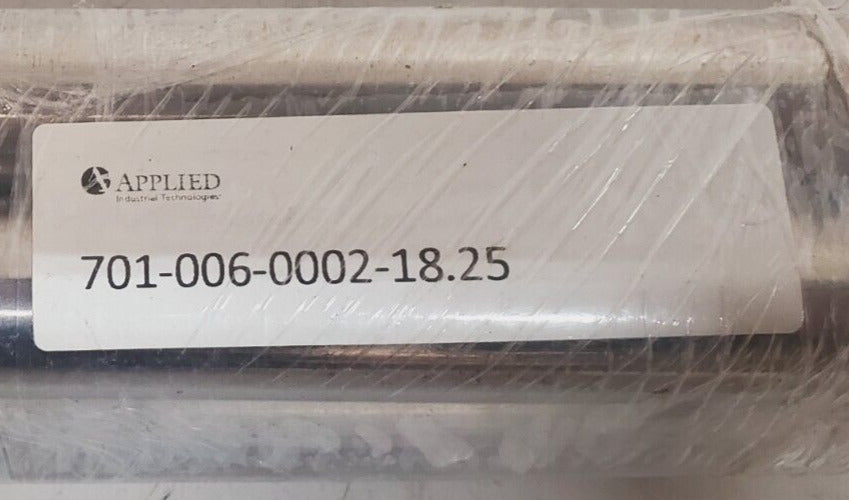 APPLIED
Industrial Technologies
701-006-0002-18.25